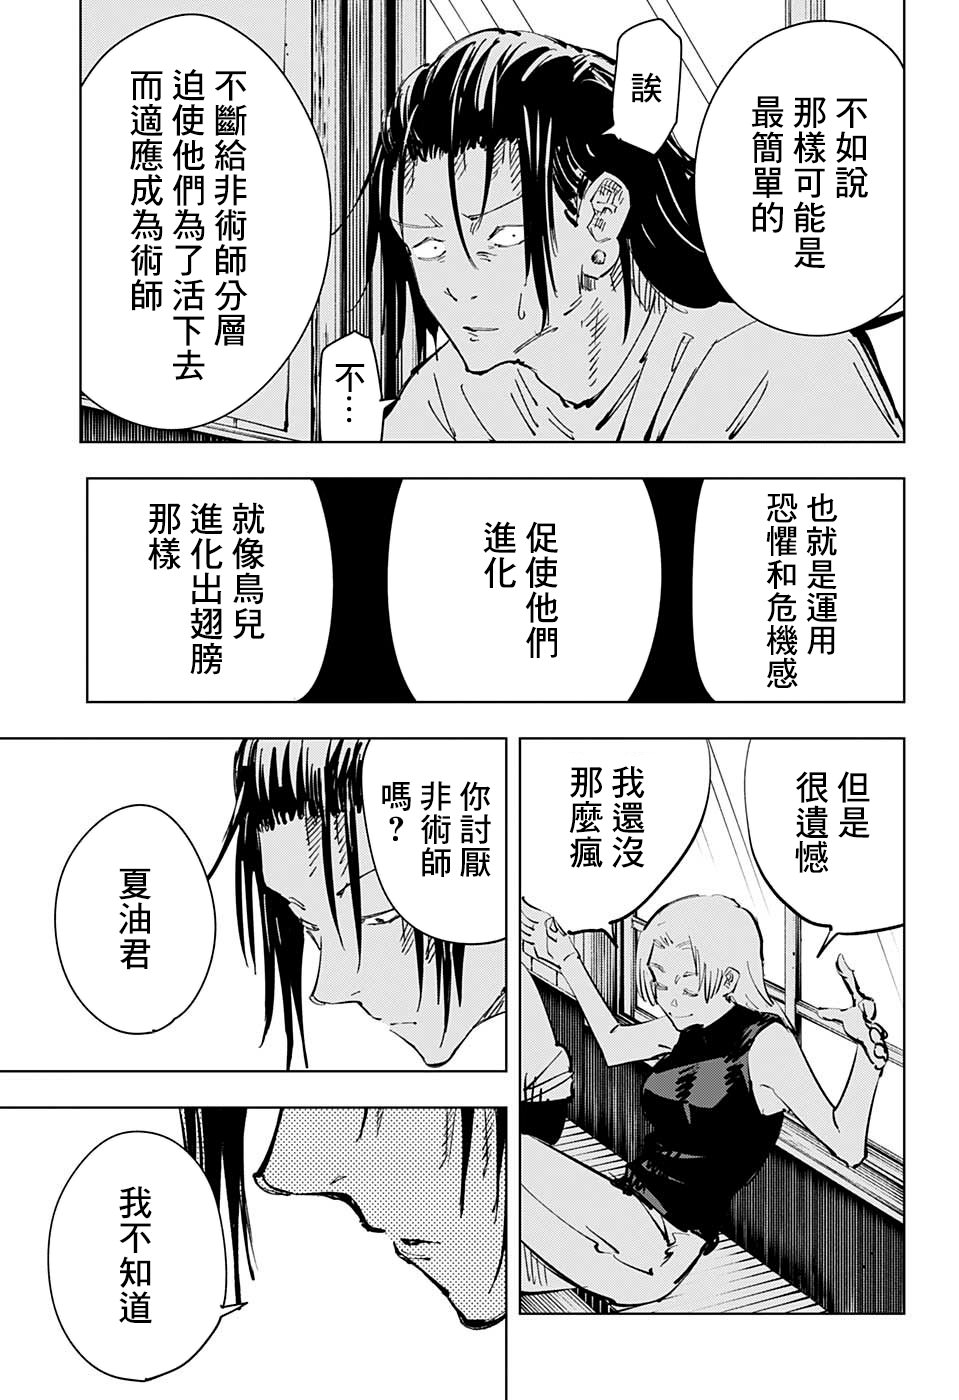 不如說
那樣可能是
最簡單的
誒
不…
不斷給非術師分層
迫使他們為了活下去
而適應成為術師
也就是運用
恐懼和危機感
促使他們
進化
就像鳥兒
進化出翅膀
那樣
但是
很遺憾
我還沒
那麼瘋
你討厭
非術師
嗎？
夏油君
我不知道